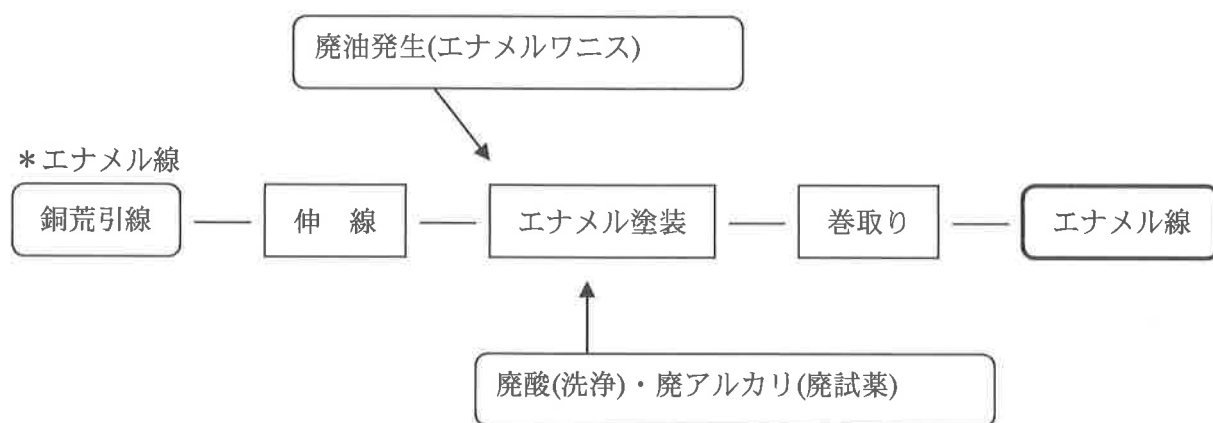 廃油発生(エナメルワニス)
＊エナメル線
銅荒引線
伸　線
エナメル塗装
巻取り
エナメル線
廃酸(洗浄)・廃アルカリ(廃試薬)